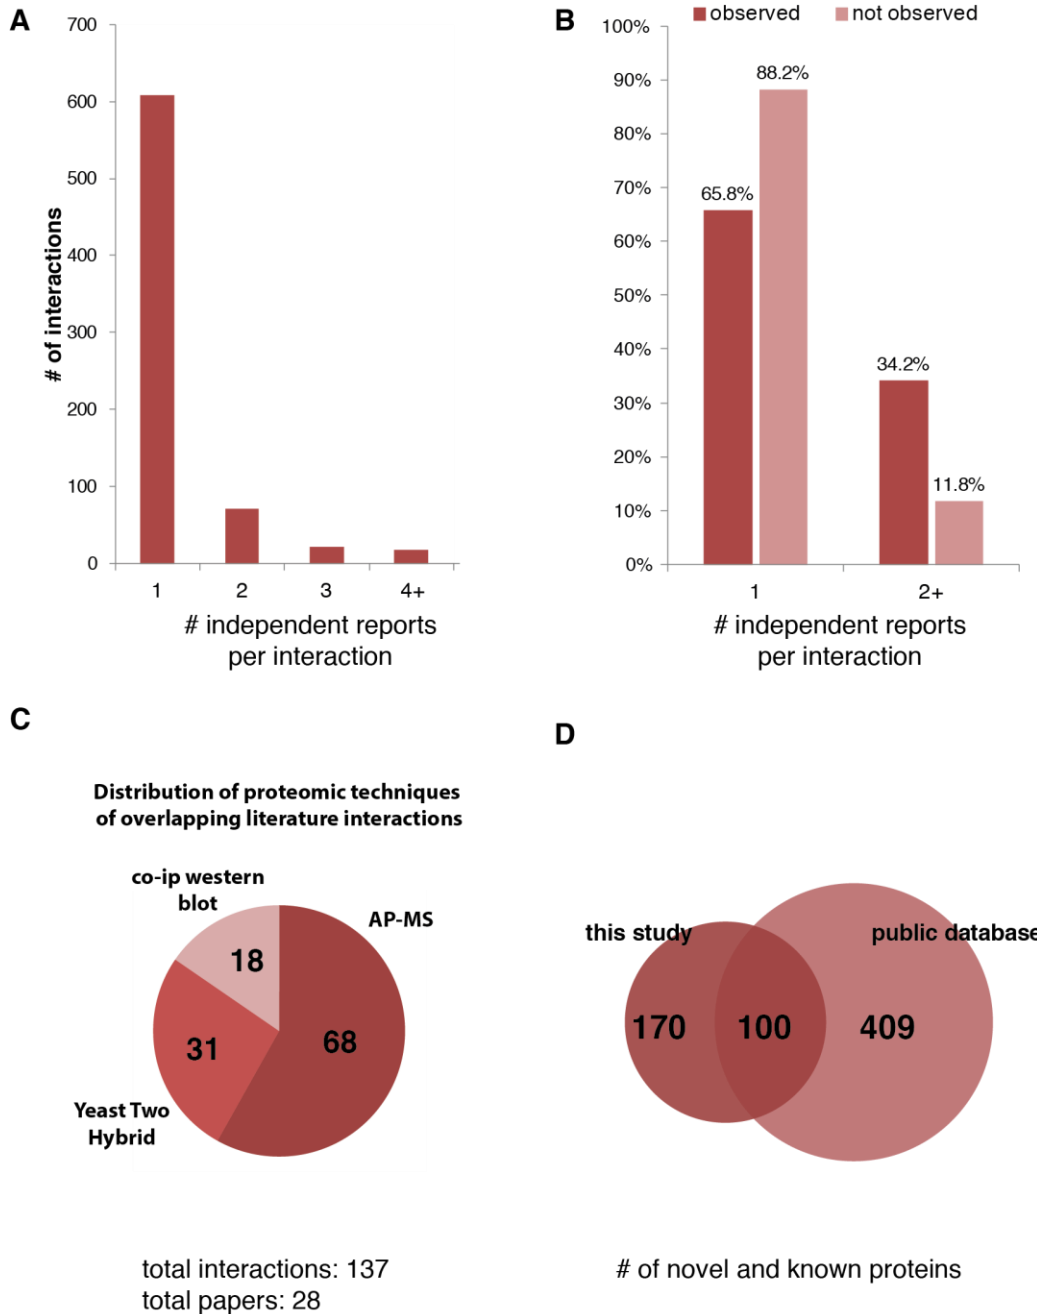 A
700
600
500
400
300
200
100
0
# of interactions
1 2 3 4+
# independent reports
per interaction
B
observed not observed
100%
90%
80%
70%
60%
50%
40%
30%
20%
10%
0%
65.8%
88.2%
34.2%
11.8%
1 2+
# independent reports
per interaction
C
Distribution of proteomic techniques
of overlapping literature interactions
co-ip western
blot
AP-MS
18
31
68
Yeast Two
Hybrid
total interactions: 137
total papers: 28
D
this study
public database
170
100
409
# of novel and known proteins